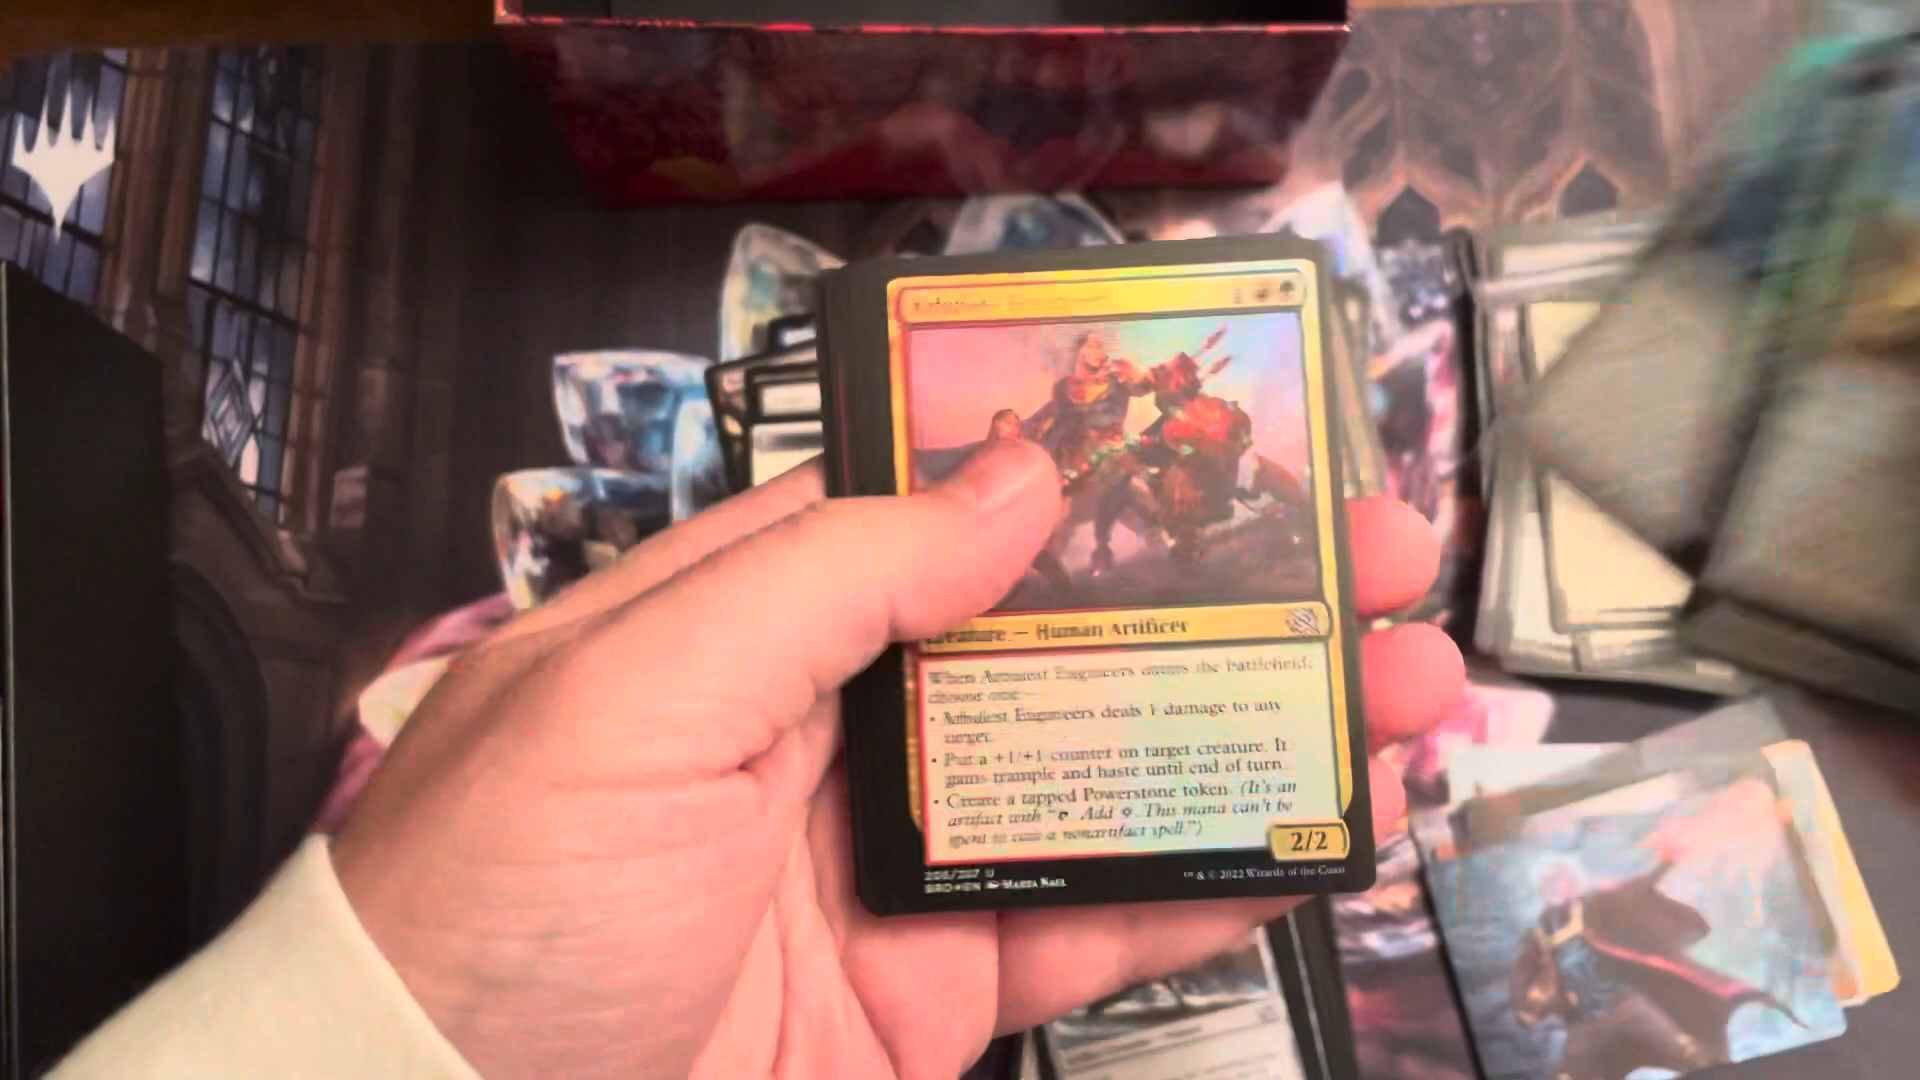 Creature — Human Artificer
When Arbalest Engineers enters the battlefield,
choose one —
• Arbalest Engineers deals 1 damage to any
target.
• Put a +1/+1 counter on target creature. It
gains trample and haste until end of turn.
• Create a tapped Powerstone token. (It's an
artifact with "T: Add ◇. This mana can't be
spent to cast a nonartifact spell.")
2/2
206/287 U
BRO EN Marta Nael
™ & © 2022 Wizards of the Coast